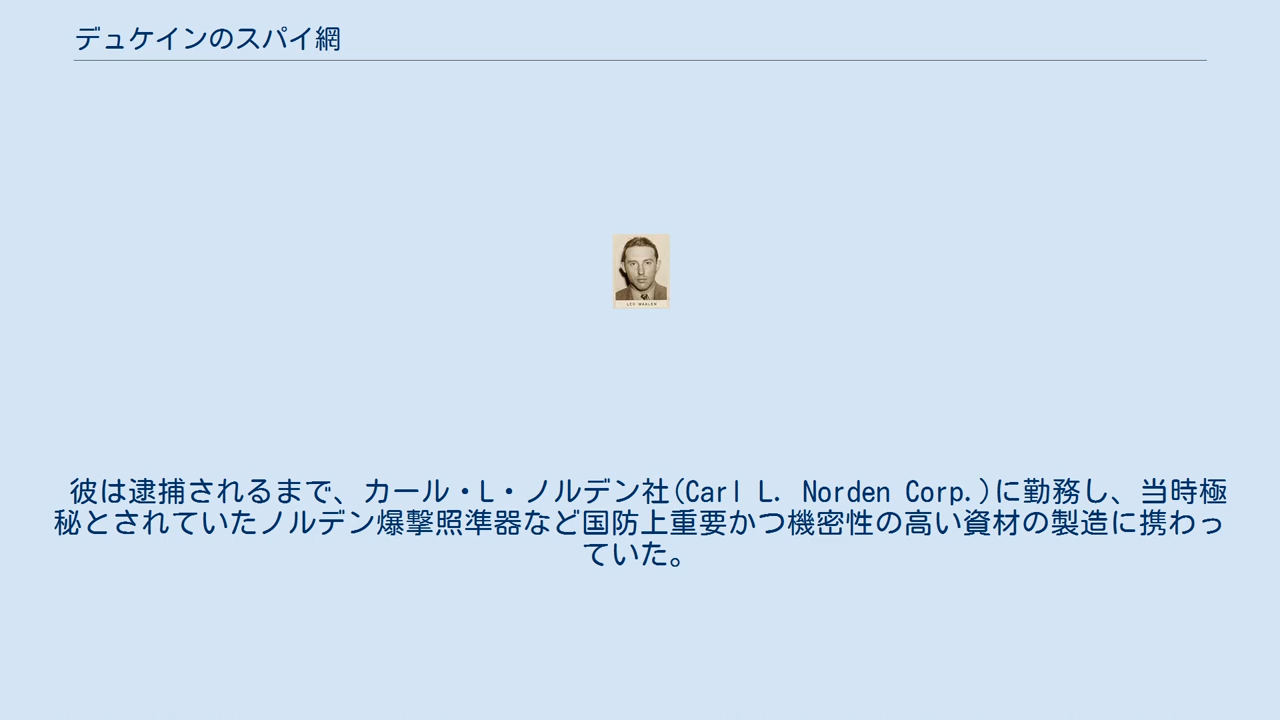 デュケインのスパイ網
LEO WAALEN
彼は逮捕されるまで、カール・L・ノルデン社(Carl L. Norden Corp.)に勤務し、当時極
秘とされていたノルデン爆撃照準器など国防上重要かつ機密性の高い資材の製造に携わっ
ていた。